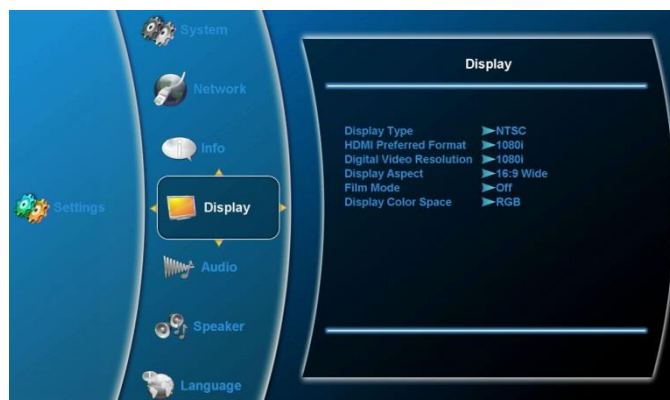 Settings
System
Network
Info
Display
Audio
Speaker
Language
Display
Display Type NTSC
HDMI Preferred Format 1080i
Digital Video Resolution 1080i
Display Aspect 16:9 Wide
Film Mode Off
Display Color Space RGB